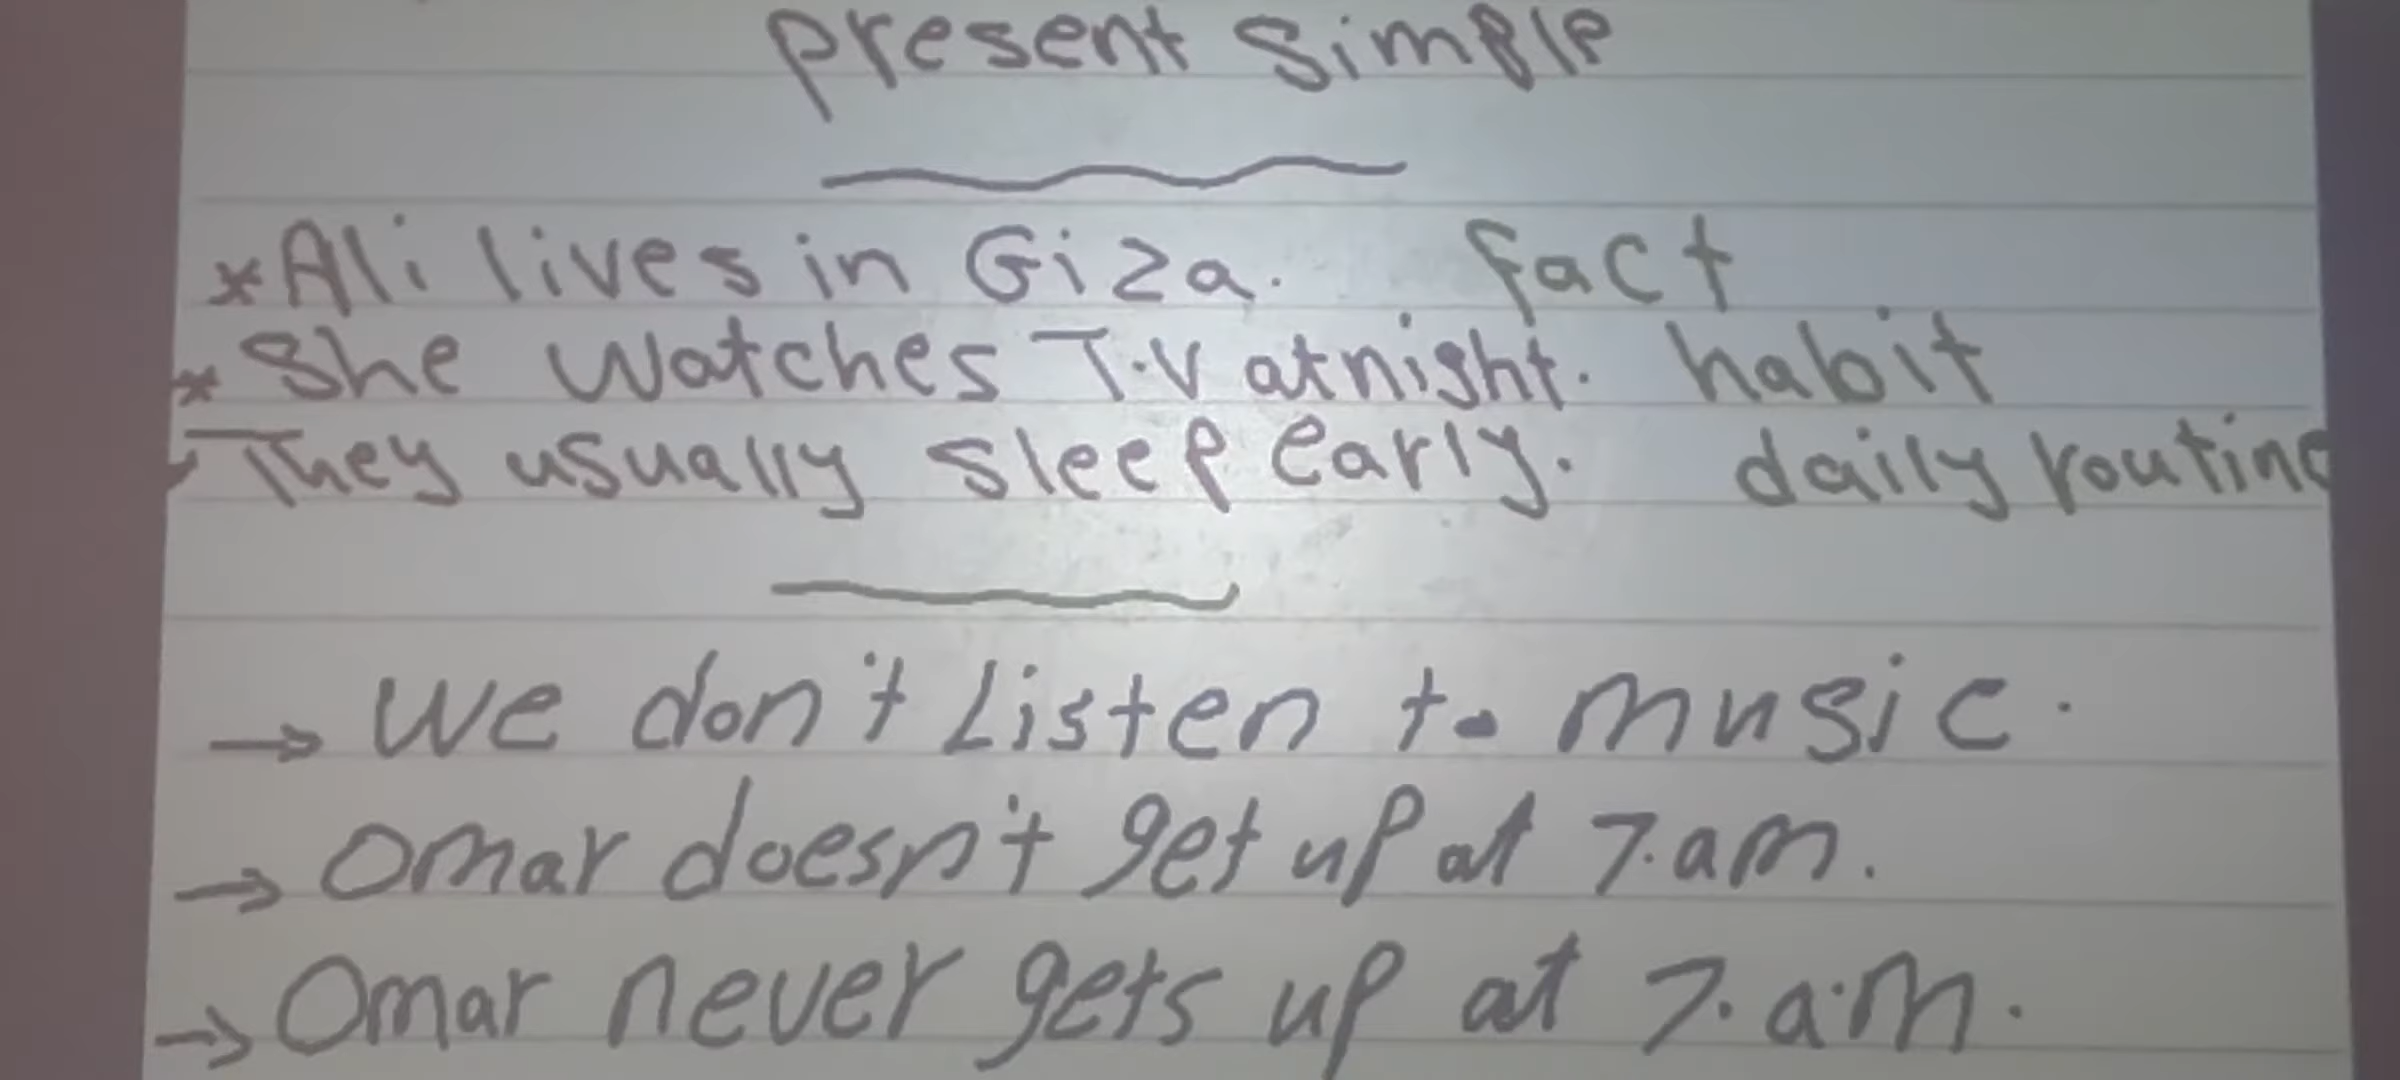 present simple
*Ali lives in Giza. fact
*She watches T.V at night. habit
They usually sleep early. daily routine
→ We don't Listen to music.
→ Omar doesn't get up at 7.am.
→ Omar never gets up at 7.a.m.